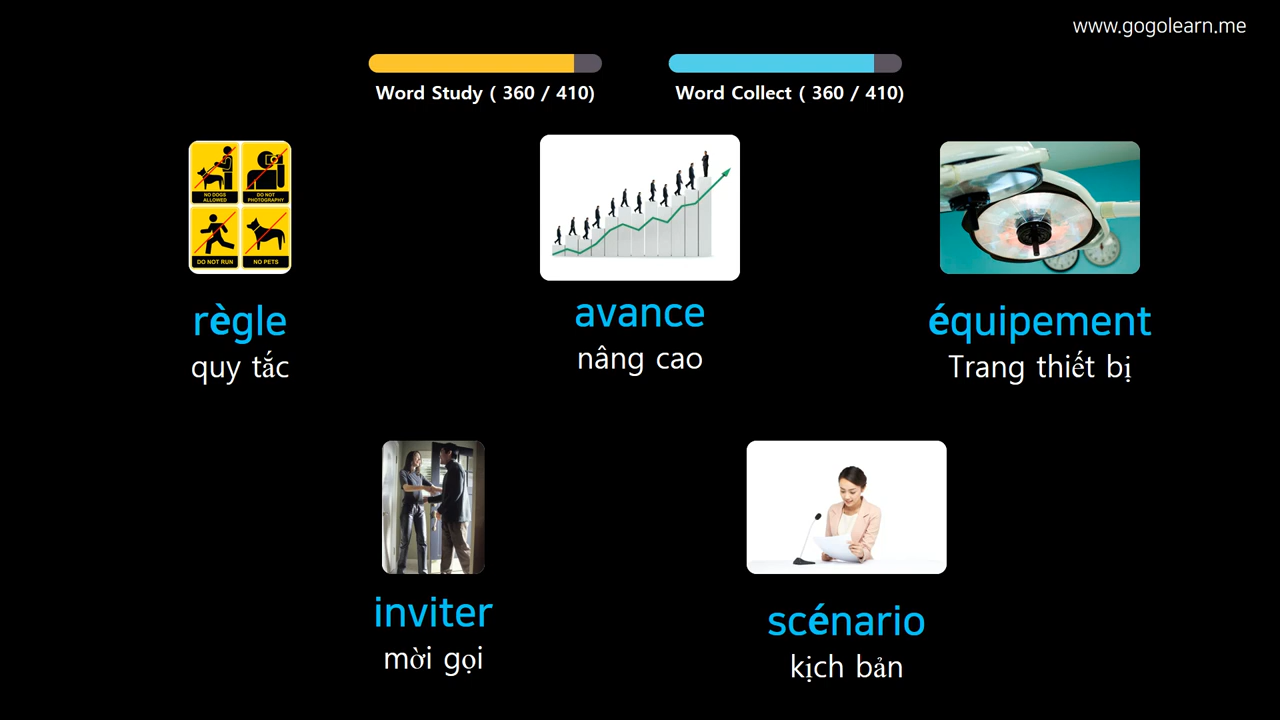 www.gogolearn.me
Word Study ( 360 / 410)
Word Collect ( 360 / 410)
NO DOGS
ALLOWED
DO NOT
PHOTOGRAPHY
DO NOT RUN
NO PETS
règle
quy tắc
avance
nâng cao
équipement
Trang thiết bị
inviter
mời gọi
scénario
kịch bản